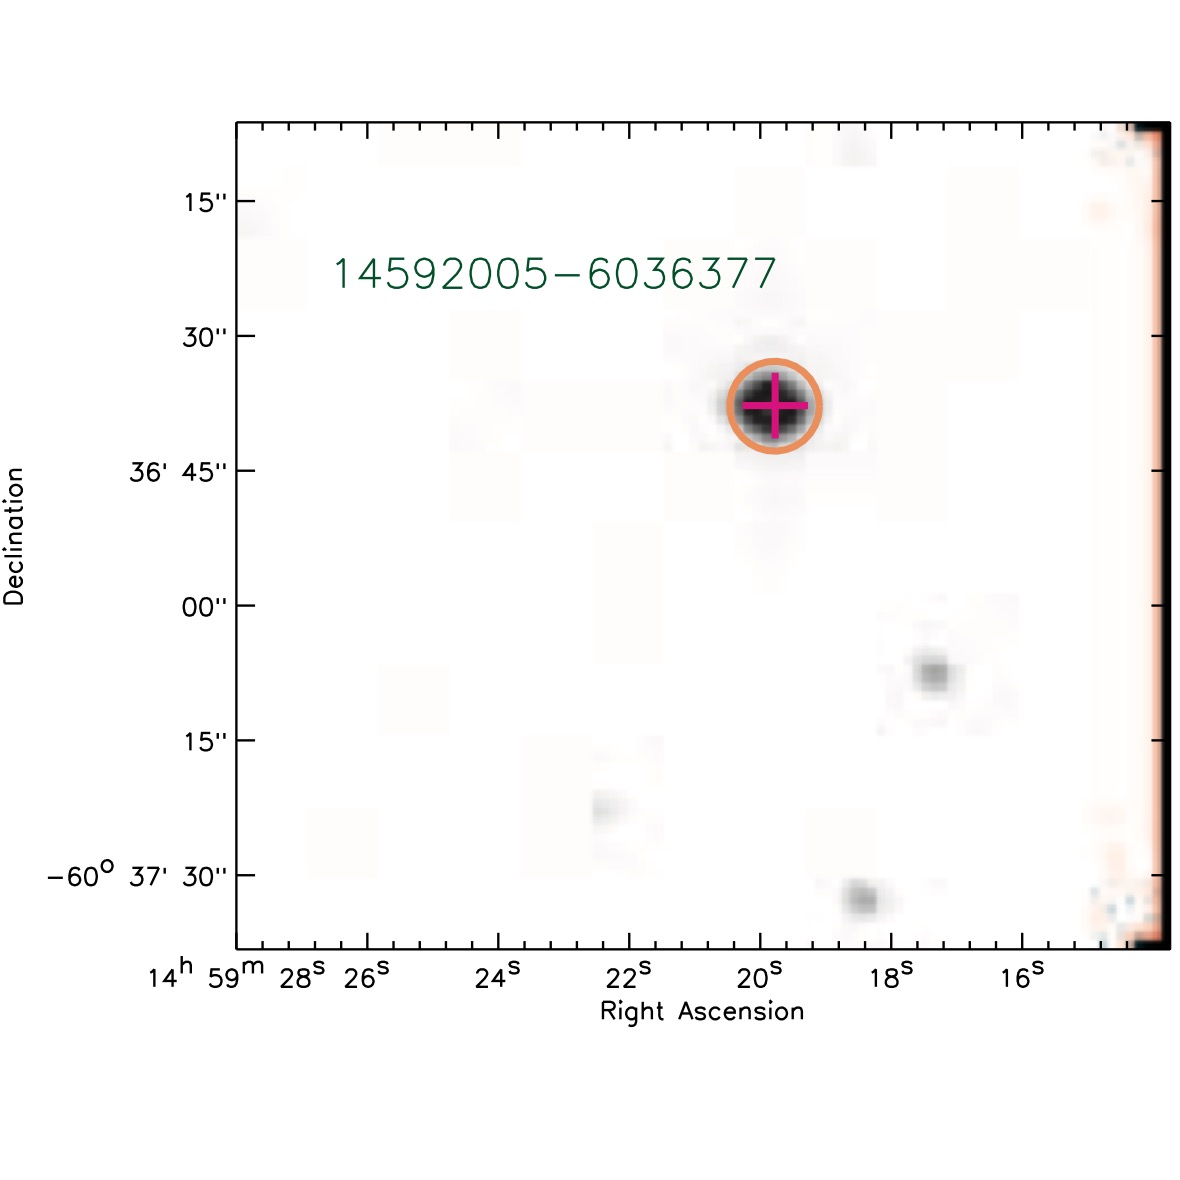 15"
14592005-6036377
30"
36' 45"
00"
15"
-60° 37' 30"
14ʰ 59ᵐ 28ˢ 26ˢ 24ˢ 22ˢ 20ˢ 18ˢ 16ˢ
Right Ascension
Declination